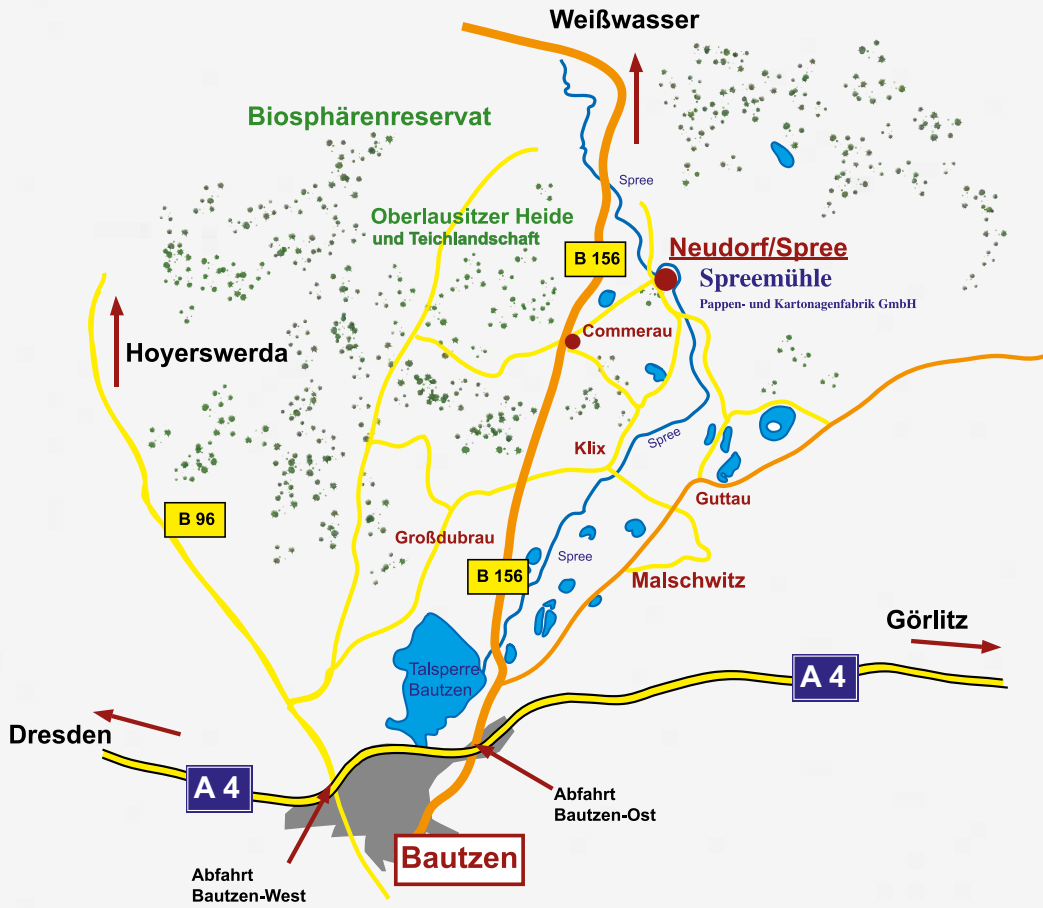 Weißwasser
Biosphärenreservat
Spree
Oberlausitzer Heide
und Teichlandschaft
B 156
Neudorf/Spree
Spreemühle
Pappen- und Kartonagenfabrik GmbH
Commerau
Hoyerswerda
Klix
Spree
Guttau
B 96
Großdubrau
Spree
B 156
Malschwitz
Görlitz
Talsperre
Bautzen
A 4
Dresden
A 4
Abfahrt
Bautzen-Ost
Bautzen
Abfahrt
Bautzen-West